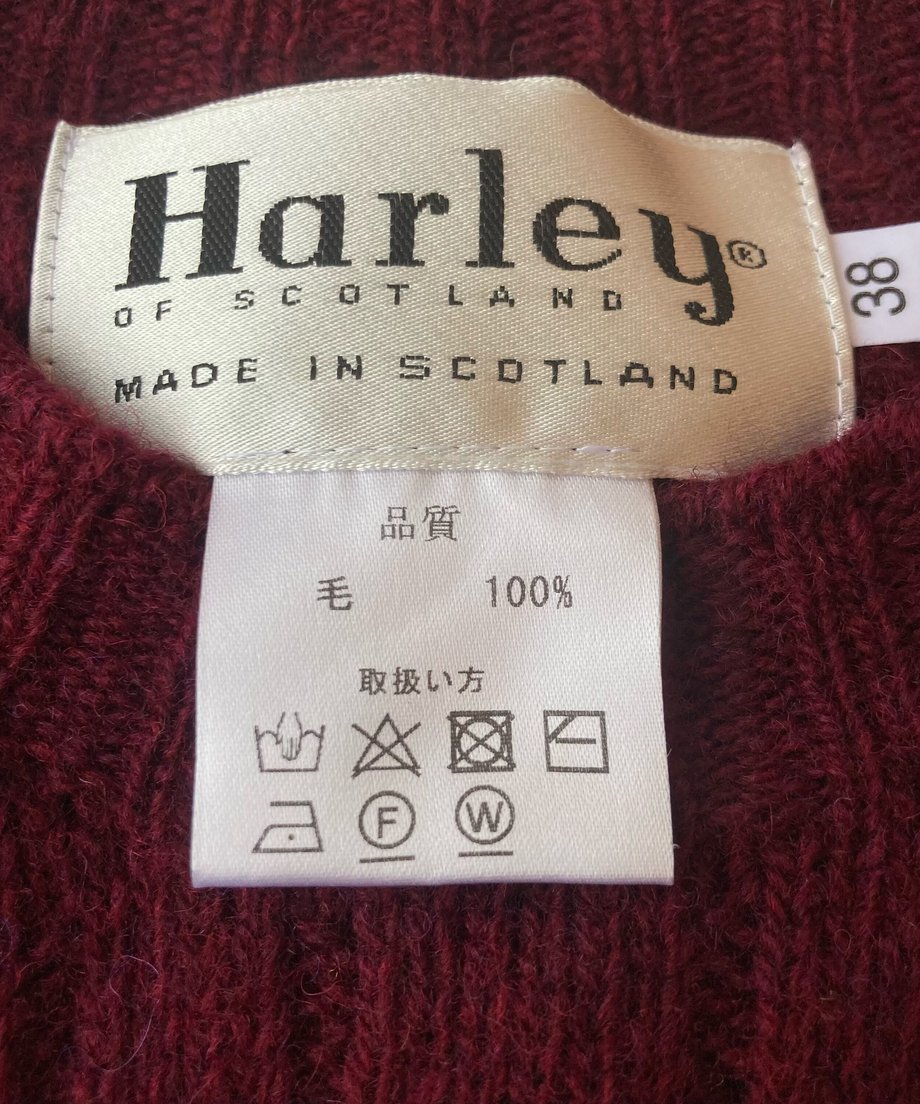 Harley®
OF SCOTLAND
MADE IN SCOTLAND
38
品質
毛 100%
取扱い方
F W